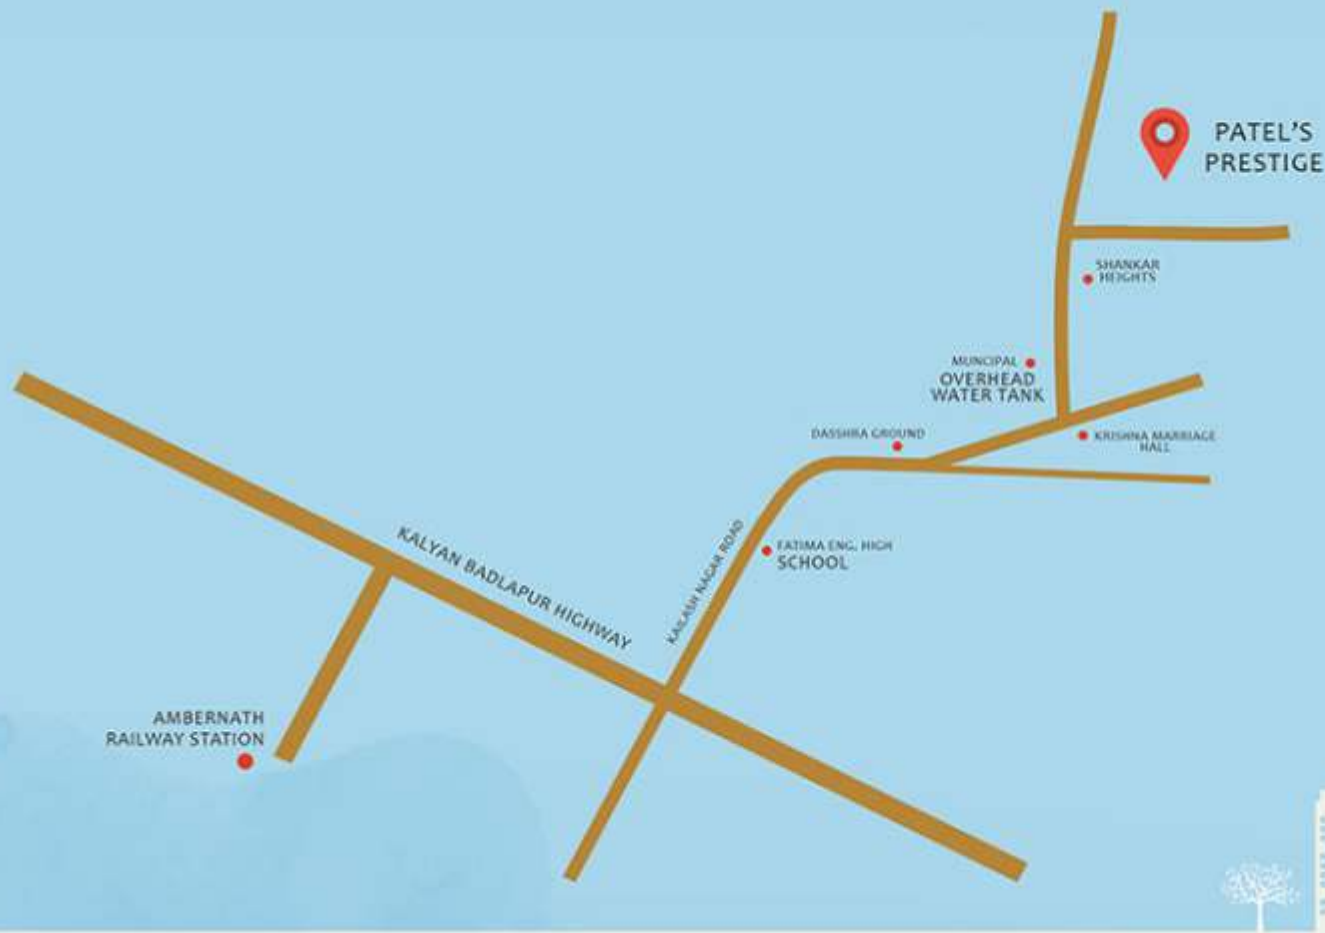 PATEL'S
PRESTIGE
SHANKAR
HEIGHTS
MUNCIPAL
OVERHEAD
WATER TANK
DASSHRA GROUND
KRISHNA MARRIAGE
HALL
KALYAN BADLAPUR HIGHWAY
KAILASH NAGAR ROAD
FATIMA ENG. HIGH
SCHOOL
AMBERNATH
RAILWAY STATION